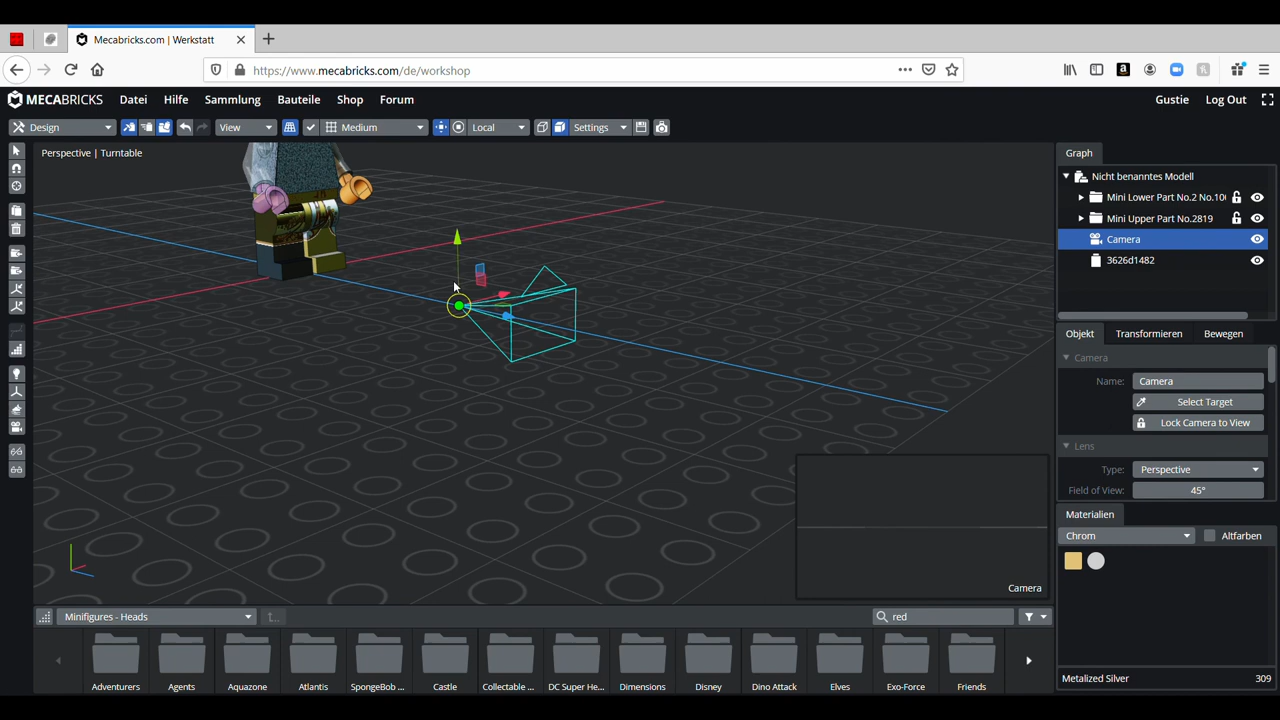 Mecabricks.com | Werkstatt
https://www.mecabricks.com/de/workshop
MECABRICKS Datei Hilfe Sammlung Bauteile Shop Forum Gustie Log Out
Design View Medium Local Settings
Perspective | Turntable
Graph
Nicht benanntes Modell
Mini Lower Part No.2 No.10
Mini Upper Part No.2819
Camera
3626d1482
Objekt Transformieren Bewegen
Camera
Name: Camera
Select Target
Lock Camera to View
Lens
Type: Perspective
Field of View: 45°
Materialien
Chrom Altfarben
Camera
Minifigures - Heads red
Adventurers Agents Aquazone Atlantis SpongeBob ... Castle Collectable ... DC Super He... Dimensions Disney Dino Attack Elves Exo-Force Friends
Metalized Silver 309